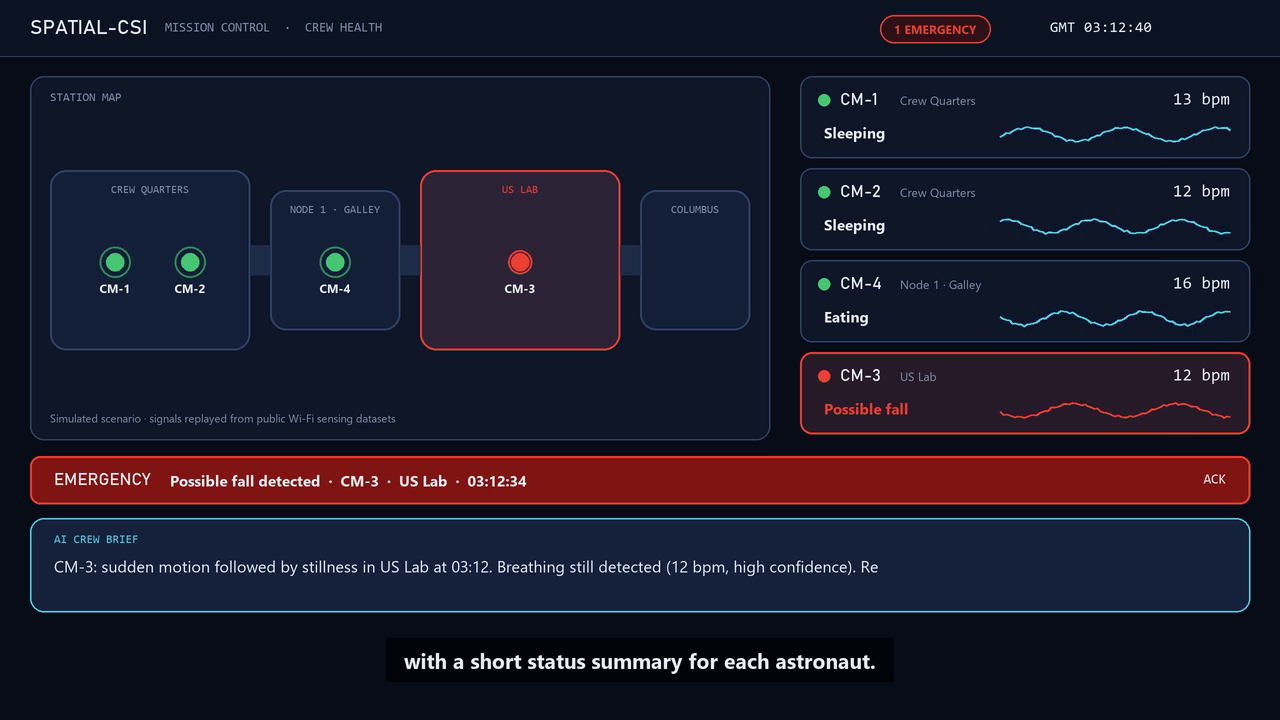 SPATIAL-CSI MISSION CONTROL · CREW HEALTH 1 EMERGENCY GMT 03:12:40
STATION MAP
CREW QUARTERS
CM-1 CM-2
NODE 1 · GALLEY
CM-4
US LAB
CM-3
COLUMBUS
Simulated scenario · signals replayed from public Wi-Fi sensing datasets
CM-1 Crew Quarters 13 bpm
Sleeping
CM-2 Crew Quarters 12 bpm
Sleeping
CM-4 Node 1 · Galley 16 bpm
Eating
CM-3 US Lab 12 bpm
Possible fall
EMERGENCY Possible fall detected · CM-3 · US Lab · 03:12:34 ACK
AI CREW BRIEF
CM-3: sudden motion followed by stillness in US Lab at 03:12. Breathing still detected (12 bpm, high confidence). Re
with a short status summary for each astronaut.